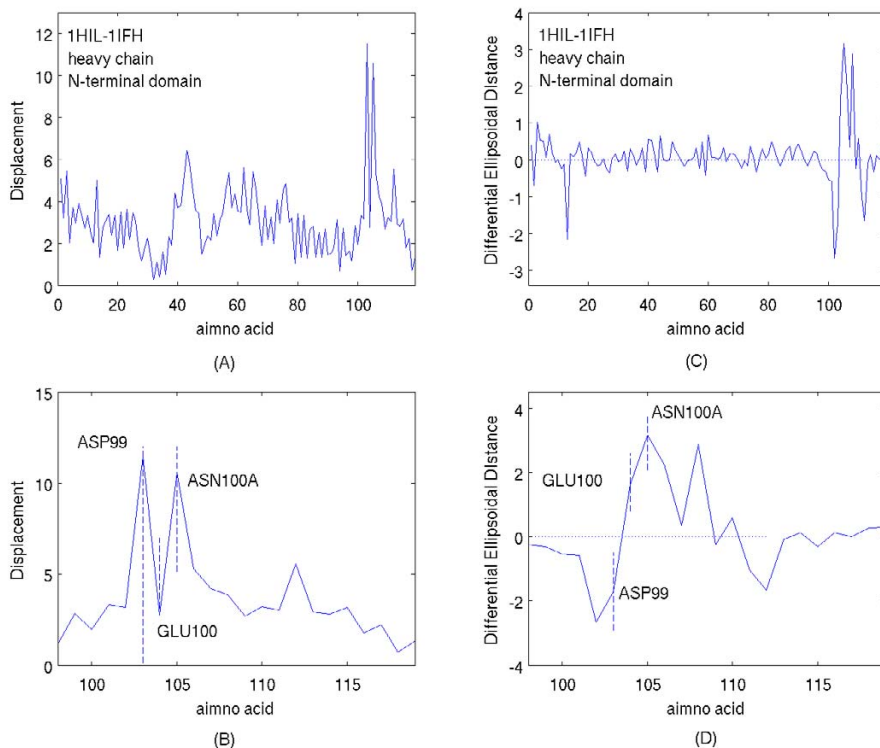 13
12
10
8
6
4
2
0
Displacement
1HIL-1IFH
heavy chain
N-terminal domain
0
20
40
60
80
100
aimno acid
(A)
4
3
2
1
0
-1
-2
-3
Differential Ellipsoidal Distance
1HIL-1IFH
heavy chain
N-terminal domain
0
20
40
60
80
100
aimno acid
(C)
15
10
5
0
Displacement
ASP99
ASN100A
GLU100
100
105
110
115
aimno acid
(B)
4
2
0
-2
-4
Differential Ellipsoidal DIstance
ASN100A
GLU100
ASP99
100
105
110
115
aimno acid
(D)